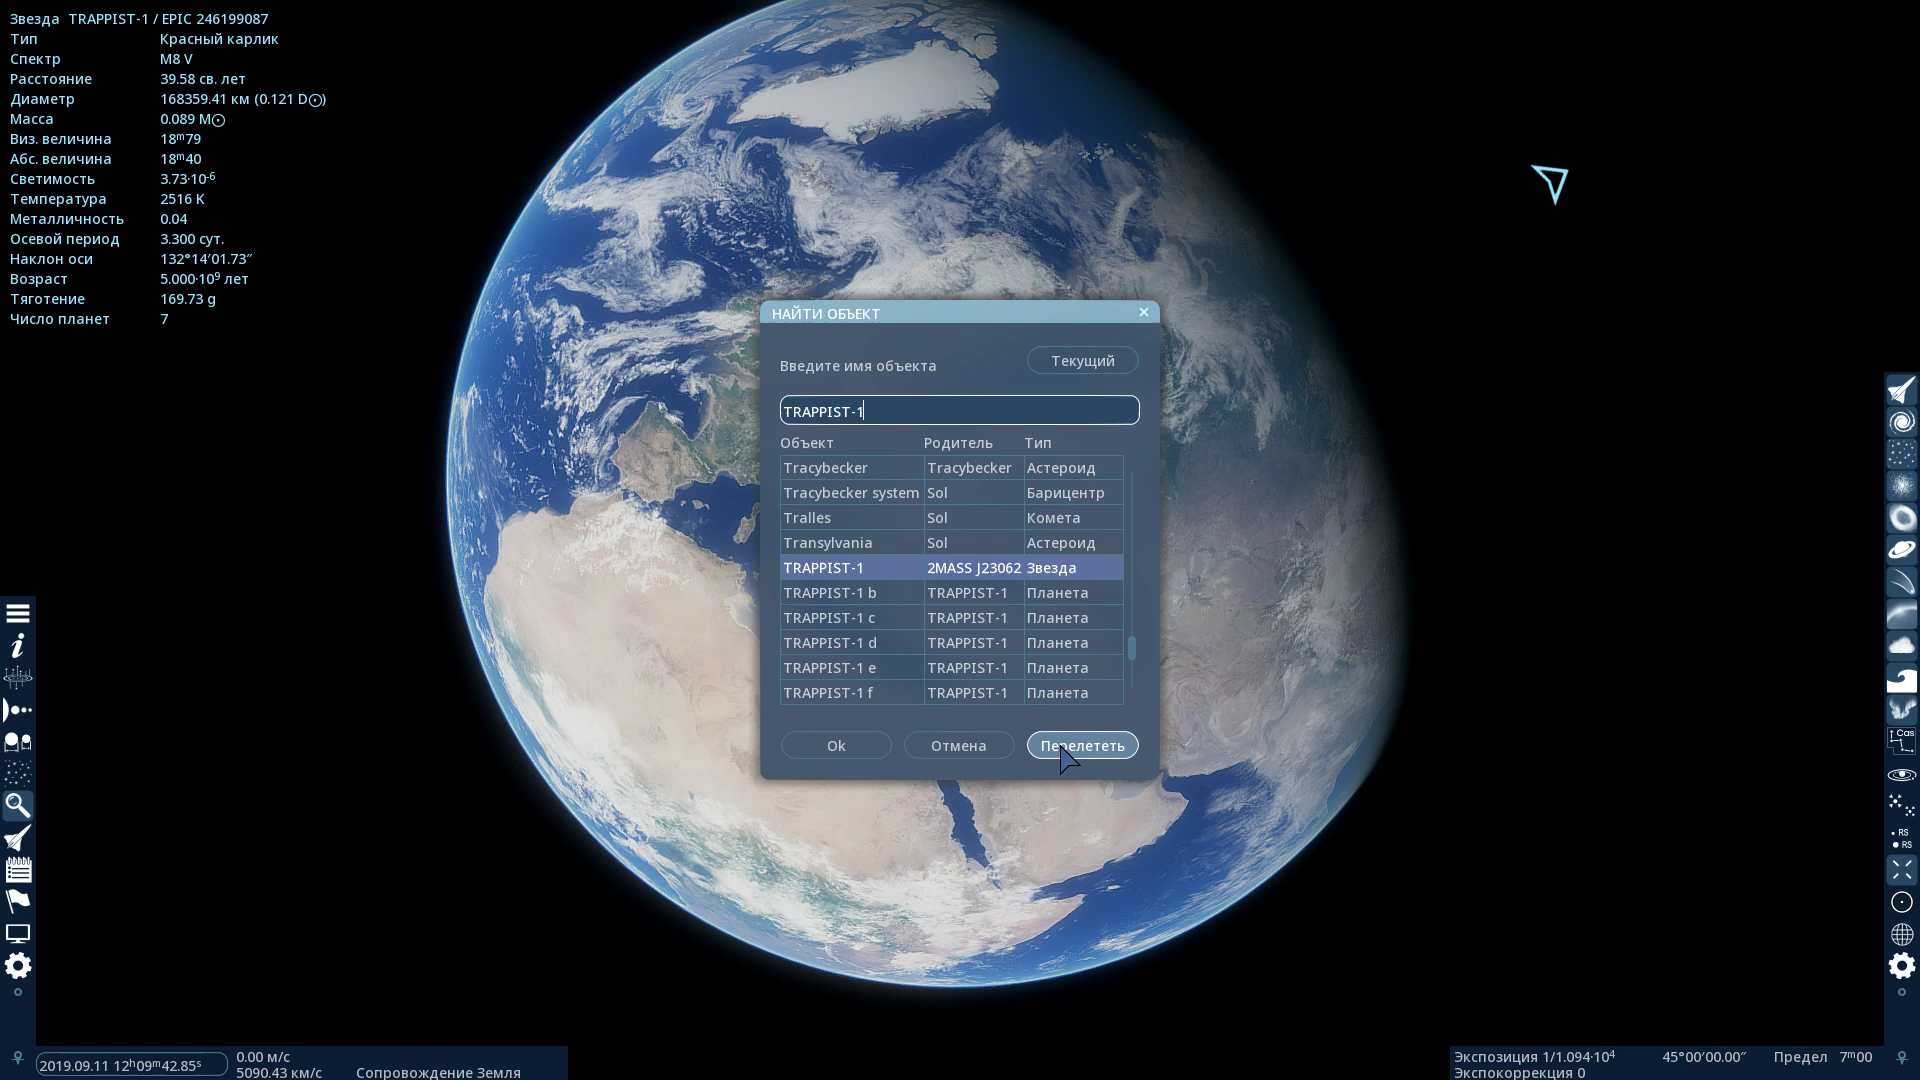 Звезда TRAPPIST-1 / EPIC 246199087
Тип Красный карлик
Спектр M8 V
Расстояние 39.58 св. лет
Диаметр 168359.41 км (0.121 D☉)
Масса 0.089 M☉
Виз. величина 18ᵐ79
Абс. величина 18ᵐ40
Светимость 3.73·10⁻⁶
Температура 2516 K
Металличность 0.04
Осевой период 3.300 сут.
Наклон оси 132°14′01.73″
Возраст 5.000·10⁹ лет
Тяготение 169.73 g
Число планет 7
НАЙТИ ОБЪЕКТ
Введите имя объекта Текущий
TRAPPIST-1
Объект Родитель Тип
Tracybecker Tracybecker Астероид
Tracybecker system Sol Барицентр
Tralles Sol Комета
Transylvania Sol Астероид
TRAPPIST-1 2MASS J23062 Звезда
TRAPPIST-1 b TRAPPIST-1 Планета
TRAPPIST-1 c TRAPPIST-1 Планета
TRAPPIST-1 d TRAPPIST-1 Планета
TRAPPIST-1 e TRAPPIST-1 Планета
TRAPPIST-1 f TRAPPIST-1 Планета
Ok Отмена Перелететь
Cas
RS
RS
2019.09.11 12ʰ09ᵐ42.85ˢ
0.00 м/с
5090.43 км/с Сопровождение Земля
Экспозиция 1/1.094·10⁴ 45°00′00.00″ Предел 7ᵐ00
Экспокоррекция 0